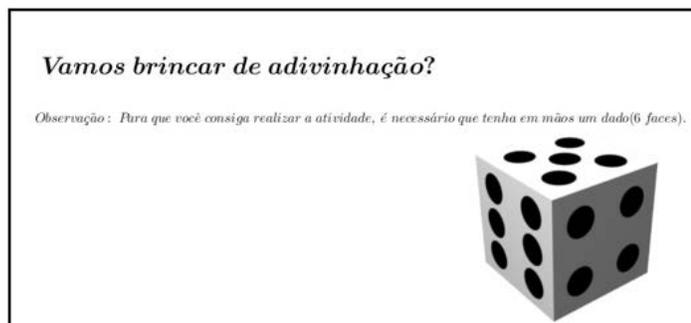 Vamos brincar de adivinhação?
Observação : Para que você consiga realizar a atividade, é necessário que tenha em mãos um dado(6 faces).